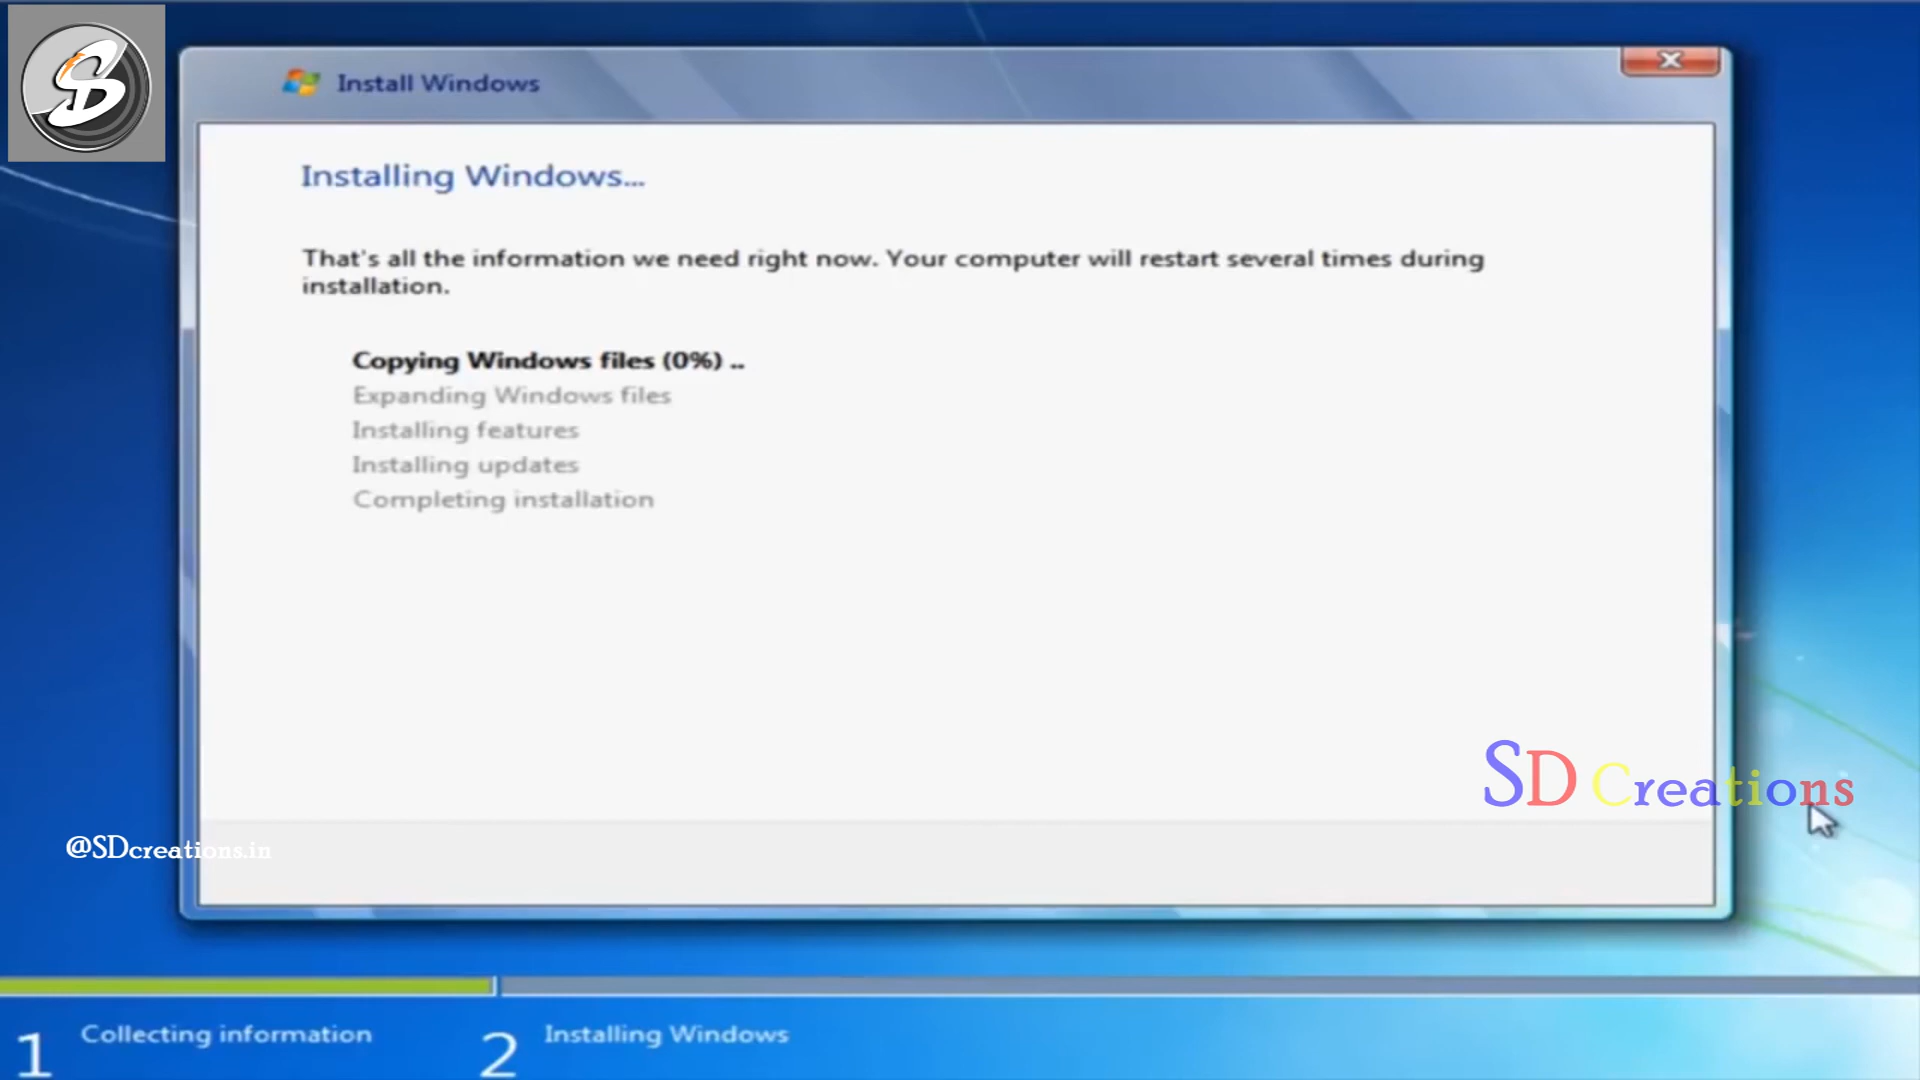 Install Windows
Installing Windows...
That's all the information we need right now. Your computer will restart several times during
installation.
Copying Windows files (0%) ..
Expanding Windows files
Installing features
Installing updates
Completing installation
SD Creations
@SDcreations.in
1 Collecting information
2 Installing Windows